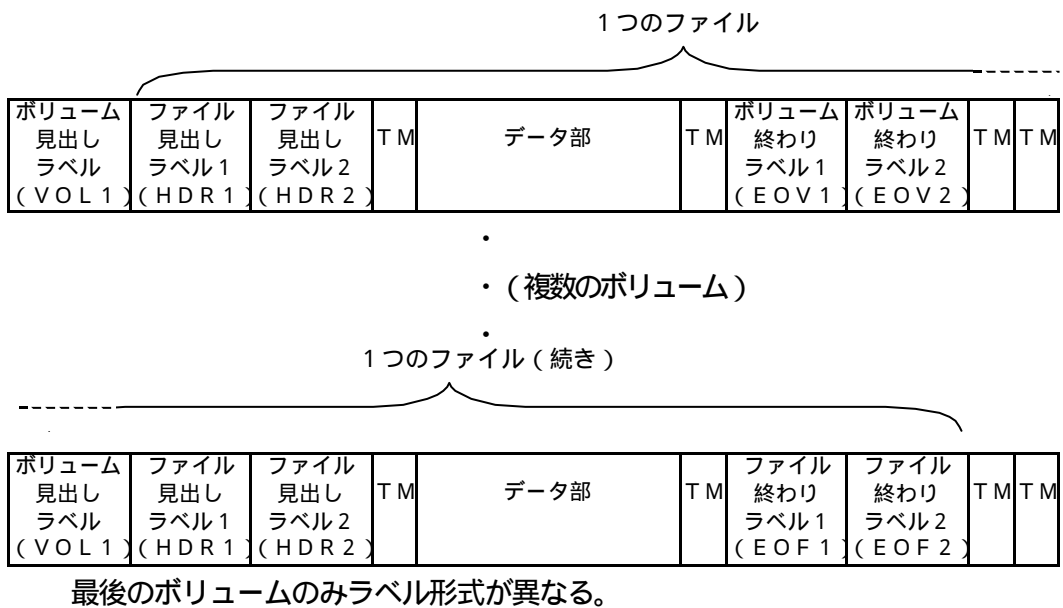 1つのファイル
ボリューム ファイル ファイル ボリューム ボリューム
見出し 見出し 見出し TM データ部 TM 終わり 終わり TM TM
ラベル ラベル1 ラベル2 ラベル1 ラベル2
(VOL1) (HDR1) (HDR2) (EOV1) (EOV2)
・
・(複数のボリューム)
・
1つのファイル(続き)
ボリューム ファイル ファイル ファイル ファイル
見出し 見出し 見出し TM データ部 TM 終わり 終わり TM TM
ラベル ラベル1 ラベル2 ラベル1 ラベル2
(VOL1) (HDR1) (HDR2) (EOF1) (EOF2)
最後のボリュームのみラベル形式が異なる。